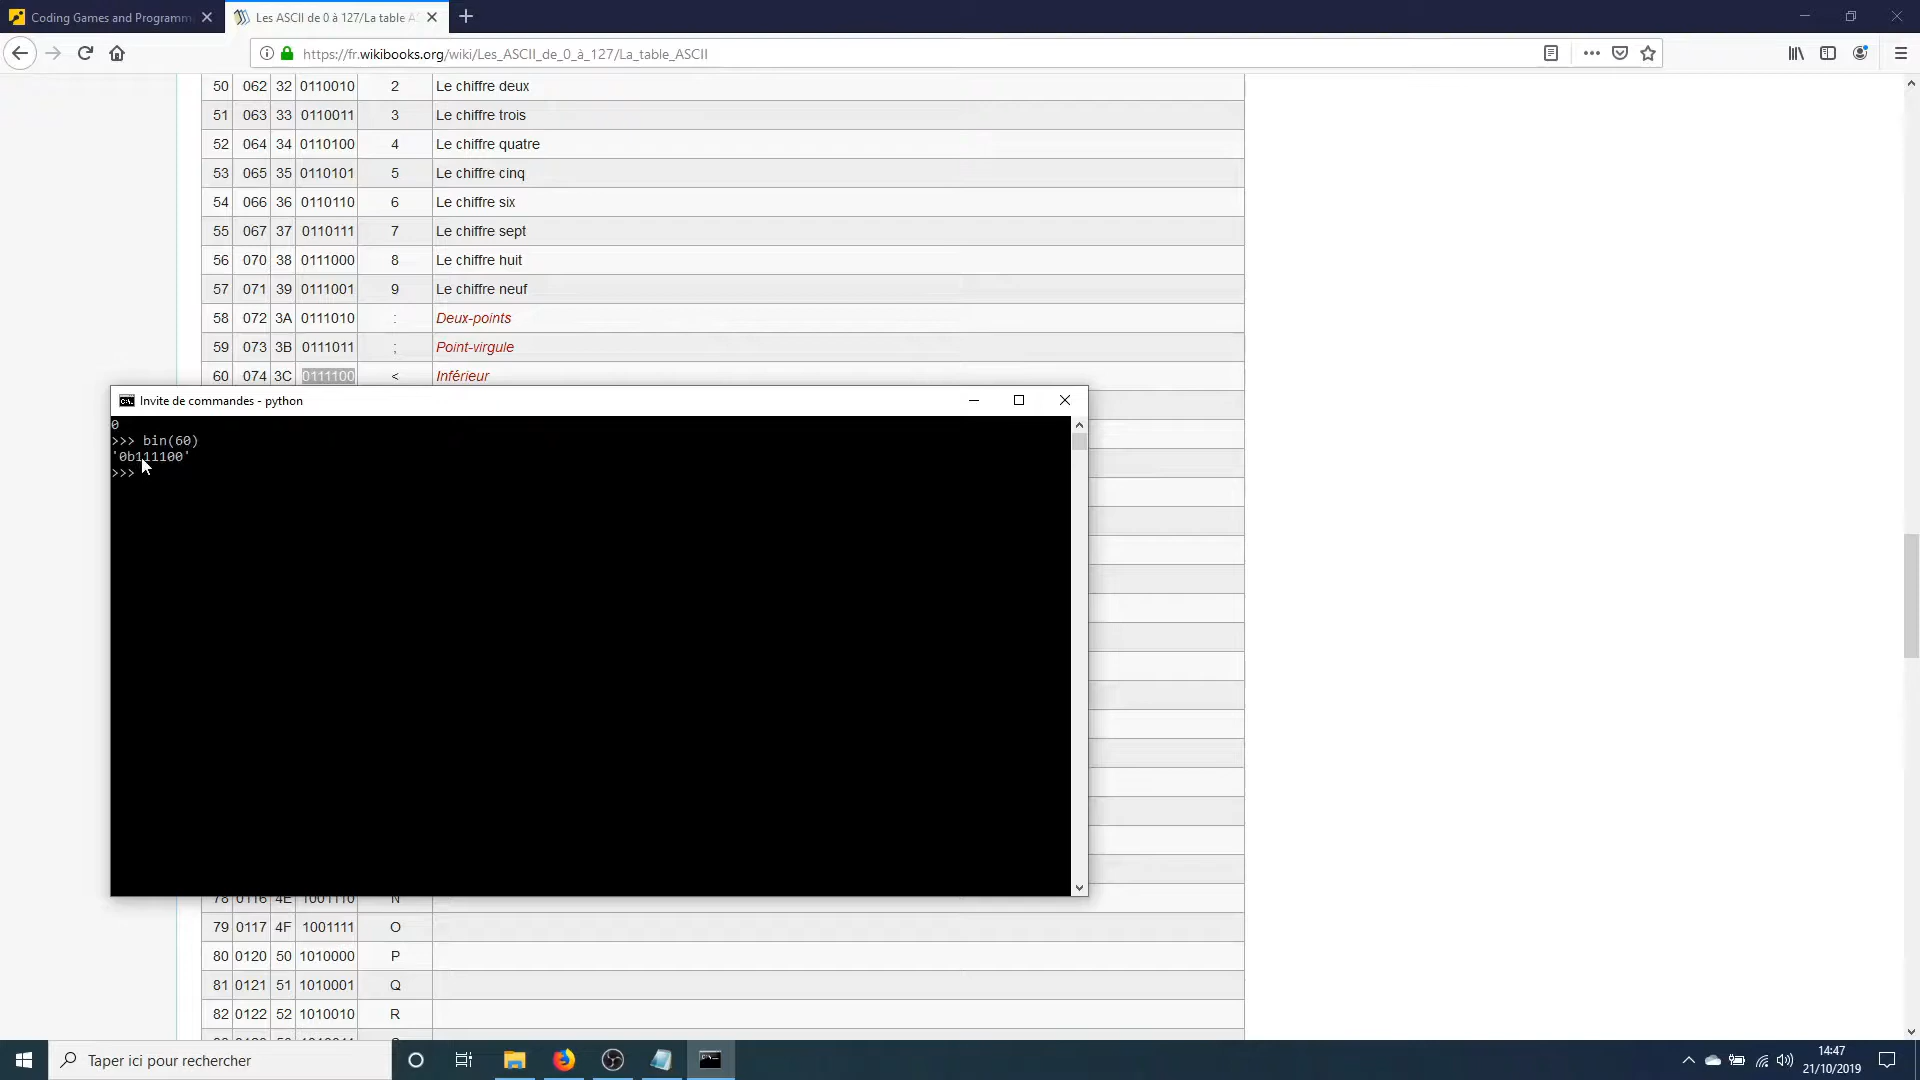 Coding Games and Programm
Les ASCII de 0 à 127/La table A
https://fr.wikibooks.org/wiki/Les_ASCII_de_0_à_127/La_table_ASCII
50 062 32 0110010 2 Le chiffre deux
51 063 33 0110011 3 Le chiffre trois
52 064 34 0110100 4 Le chiffre quatre
53 065 35 0110101 5 Le chiffre cinq
54 066 36 0110110 6 Le chiffre six
55 067 37 0110111 7 Le chiffre sept
56 070 38 0111000 8 Le chiffre huit
57 071 39 0111001 9 Le chiffre neuf
58 072 3A 0111010 : Deux-points
59 073 3B 0111011 ; Point-virgule
60 074 3C 0111100 < Inférieur
Invite de commandes - python
0
>>> bin(60)
'0b111100'
>>>
78 0116 4E 1001110 N
79 0117 4F 1001111 O
80 0120 50 1010000 P
81 0121 51 1010001 Q
82 0122 52 1010010 R
Taper ici pour rechercher
14:47
21/10/2019